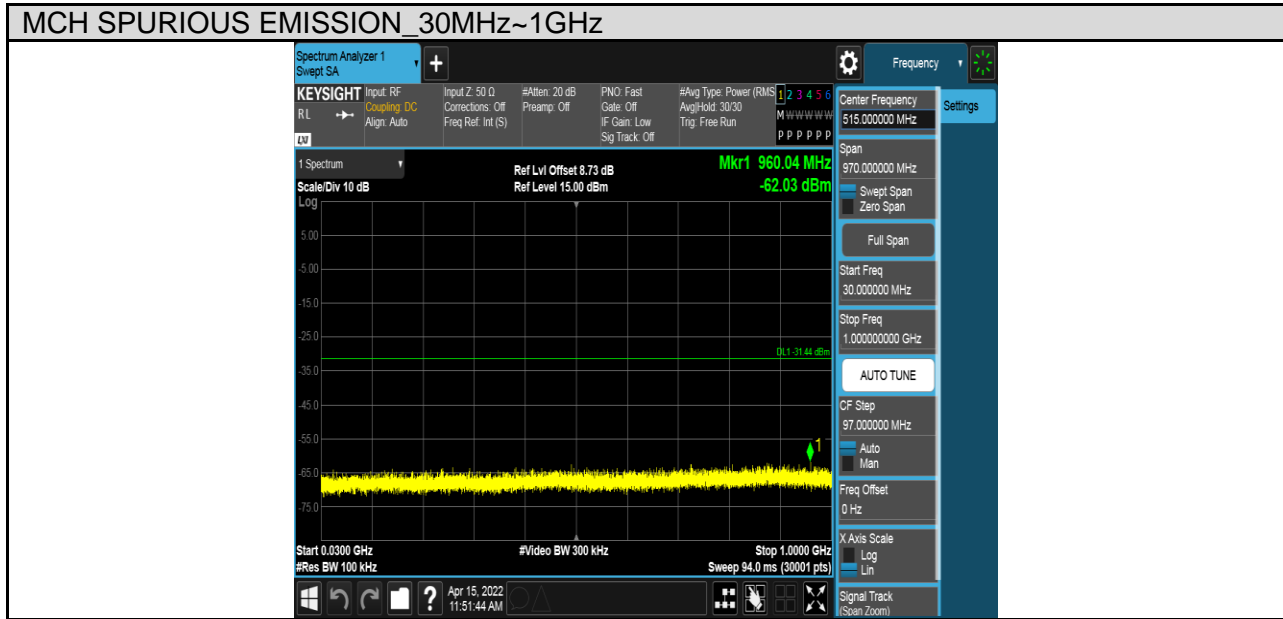 MCH SPURIOUS EMISSION_30MHz~1GHz
Spectrum Analyzer 1
Swept SA
+
Frequency
KEYSIGHT
RL
LXI
Input: RF
Coupling: DC
Align: Auto
Input Z: 50 Ω
Corrections: Off
Freq Ref: Int (S)
#Atten: 20 dB
Preamp: Off
PNO: Fast
Gate: Off
IF Gain: Low
Sig Track: Off
#Avg Type: Power (RMS
Avg|Hold: 30/30
Trig: Free Run
1 2 3 4 5 6
M W W W W W
P P P P P P
Center Frequency
515.000000 MHz
Settings
1 Spectrum
Scale/Div 10 dB
Ref Lvl Offset 8.73 dB
Ref Level 15.00 dBm
Mkr1 960.04 MHz
-62.03 dBm
Log
5.00
-5.00
-15.0
-25.0
-35.0
-45.0
-55.0
-65.0
-75.0
DL1 -31.44 dBm
1
Start 0.0300 GHz
#Res BW 100 kHz
#Video BW 300 kHz
Stop 1.0000 GHz
Sweep 94.0 ms (30001 pts)
Span
970.000000 MHz
Swept Span
Zero Span
Full Span
Start Freq
30.000000 MHz
Stop Freq
1.000000000 GHz
AUTO TUNE
CF Step
97.000000 MHz
Auto
Man
Freq Offset
0 Hz
X Axis Scale
Log
Lin
Signal Track
(Span Zoom)
?
Apr 15, 2022
11:51:44 AM